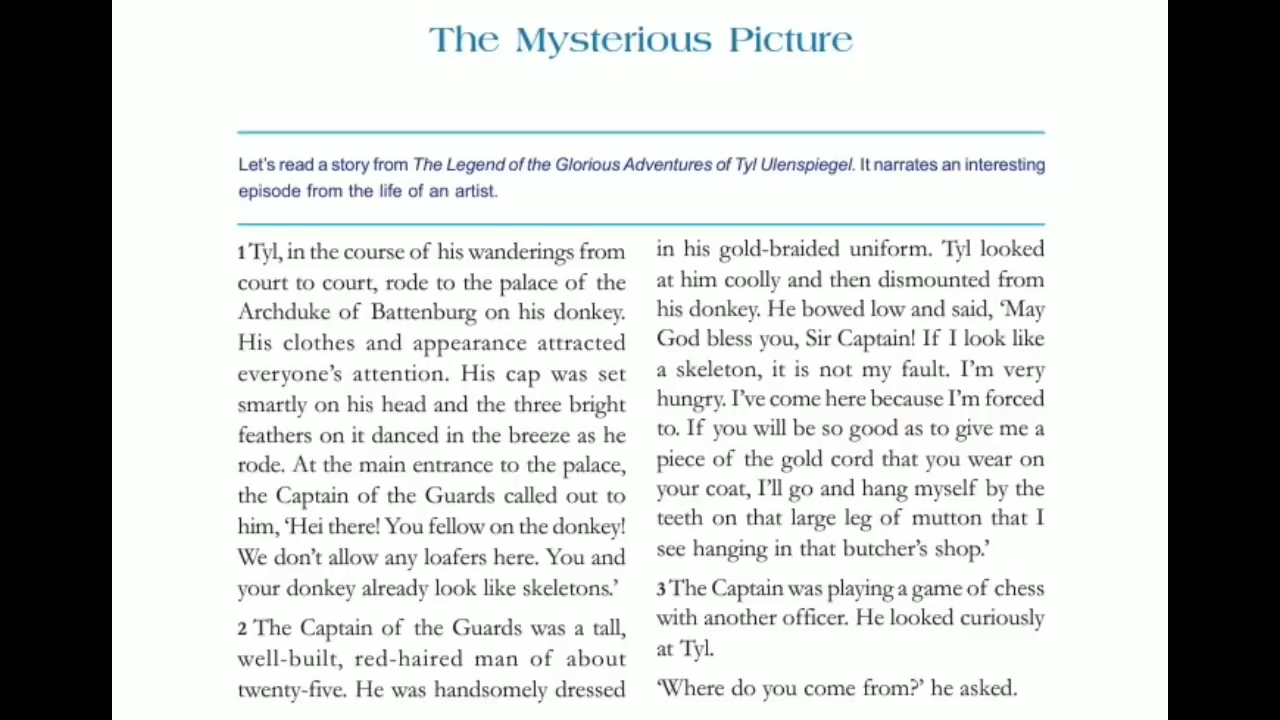 The Mysterious Picture
Let's read a story from The Legend of the Glorious Adventures of Tyl Ulenspiegel. It narrates an interesting
episode from the life of an artist.
1 Tyl, in the course of his wanderings from
court to court, rode to the palace of the
Archduke of Battenburg on his donkey.
His clothes and appearance attracted
everyone's attention. His cap was set
smartly on his head and the three bright
feathers on it danced in the breeze as he
rode. At the main entrance to the palace,
the Captain of the Guards called out to
him, 'Hei there! You fellow on the donkey!
We don't allow any loafers here. You and
your donkey already look like skeletons.'
2 The Captain of the Guards was a tall,
well-built, red-haired man of about
twenty-five. He was handsomely dressed
in his gold-braided uniform. Tyl looked
at him coolly and then dismounted from
his donkey. He bowed low and said, 'May
God bless you, Sir Captain! If I look like
a skeleton, it is not my fault. I'm very
hungry. I've come here because I'm forced
to. If you will be so good as to give me a
piece of the gold cord that you wear on
your coat, I'll go and hang myself by the
teeth on that large leg of mutton that I
see hanging in that butcher's shop.'
3 The Captain was playing a game of chess
with another officer. He looked curiously
at Tyl.
'Where do you come from?' he asked.